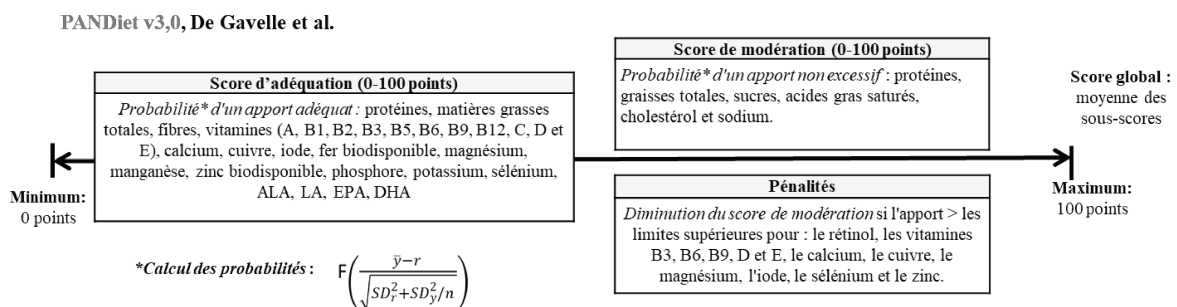 PANDiet v3,0, De Gavelle et al.
Score d'adéquation (0-100 points)
Probabilité* d'un apport adéquat : protéines, matières grasses
totales, fibres, vitamines (A, B1, B2, B3, B5, B6, B9, B12, C, D et
E), calcium, cuivre, iode, fer biodisponible, magnésium,
manganèse, zinc biodisponible, phosphore, potassium, sélénium,
ALA, LA, EPA, DHA
Score de modération (0-100 points)
Probabilité* d'un apport non excessif : protéines,
graisses totales, sucres, acides gras saturés,
cholestérol et sodium.
Score global :
moyenne des
sous-scores
Minimum:
0 points
Pénalités
Diminution du score de modération si l'apport > les
limites supérieures pour : le rétinol, les vitamines
B3, B6, B9, D et E, le calcium, le cuivre, le
magnésium, l'iode, le sélénium et le zinc.
Maximum:
100 points
*Calcul des probabilités : F(ȳ−r / √(SD_r^2+SD_y^2/n))